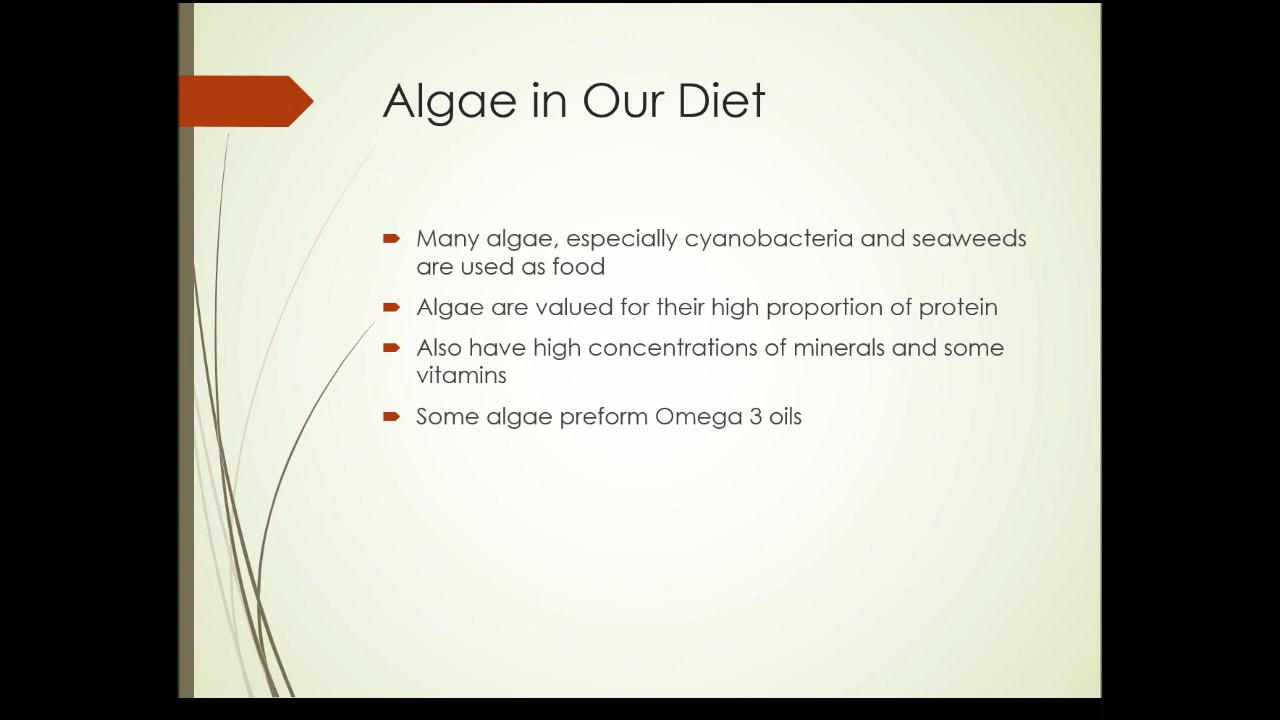 Algae in Our Diet
Many algae, especially cyanobacteria and seaweeds
are used as food
Algae are valued for their high proportion of protein
Also have high concentrations of minerals and some
vitamins
Some algae preform Omega 3 oils